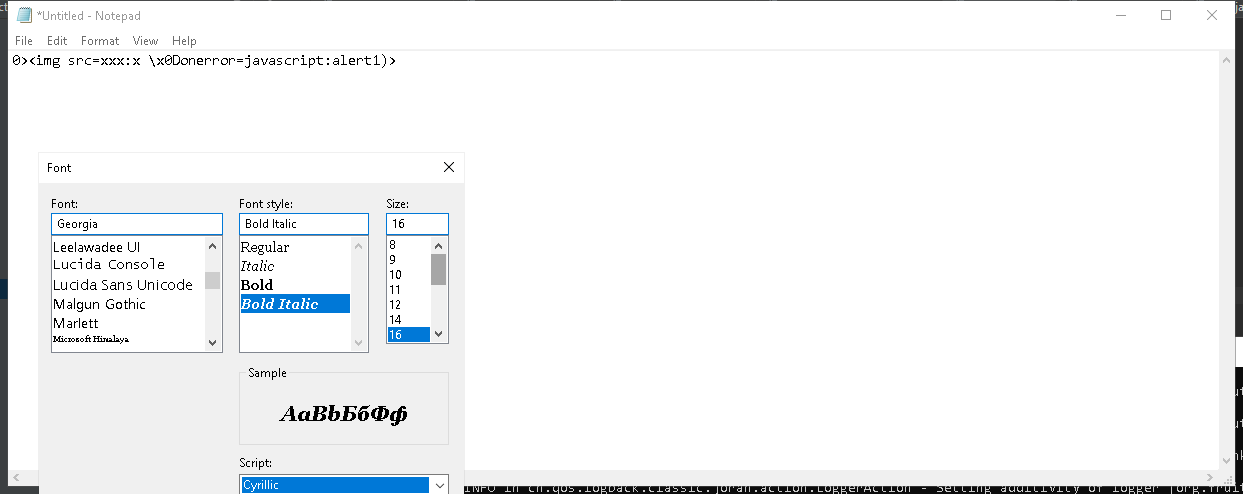 *Untitled - Notepad
File Edit Format View Help
0><img src=xxx:x \x0Donerror=javascript:alert1)>
Font
Font: Font style: Size:
Georgia Bold Italic 16
Leelawadee UI Regular 8
Lucida Console Italic 9
Lucida Sans Unicode Bold 10
Malgun Gothic Bold Italic 11
Marlett 12
Microsoft Himalaya 14
16
Sample
АаВbБбФф
Script:
Cyrillic
INFO in ch.qos.logback.classic.joran.action.LoggerAction - Setting additivity of logger